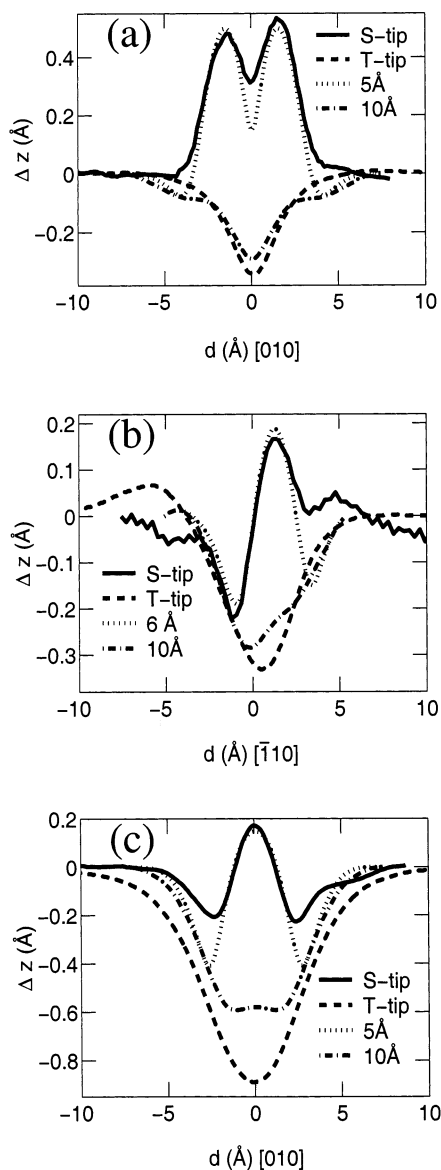 (a)
S-tip
T-tip
5Å
10Å
0.4
0.2
0
-0.2
Δ z (Å)
-10 -5 0 5 10
d (Å) [010]
(b)
0.2
0.1
0
-0.1
-0.2
-0.3
Δ z (Å)
S-tip
T-tip
6 Å
10Å
-10 -5 0 5 10
d (Å) [1̄10]
(c)
0.2
0
-0.2
-0.4
-0.6
-0.8
Δ z (Å)
S-tip
T-tip
5Å
10Å
-10 -5 0 5 10
d (Å) [010]